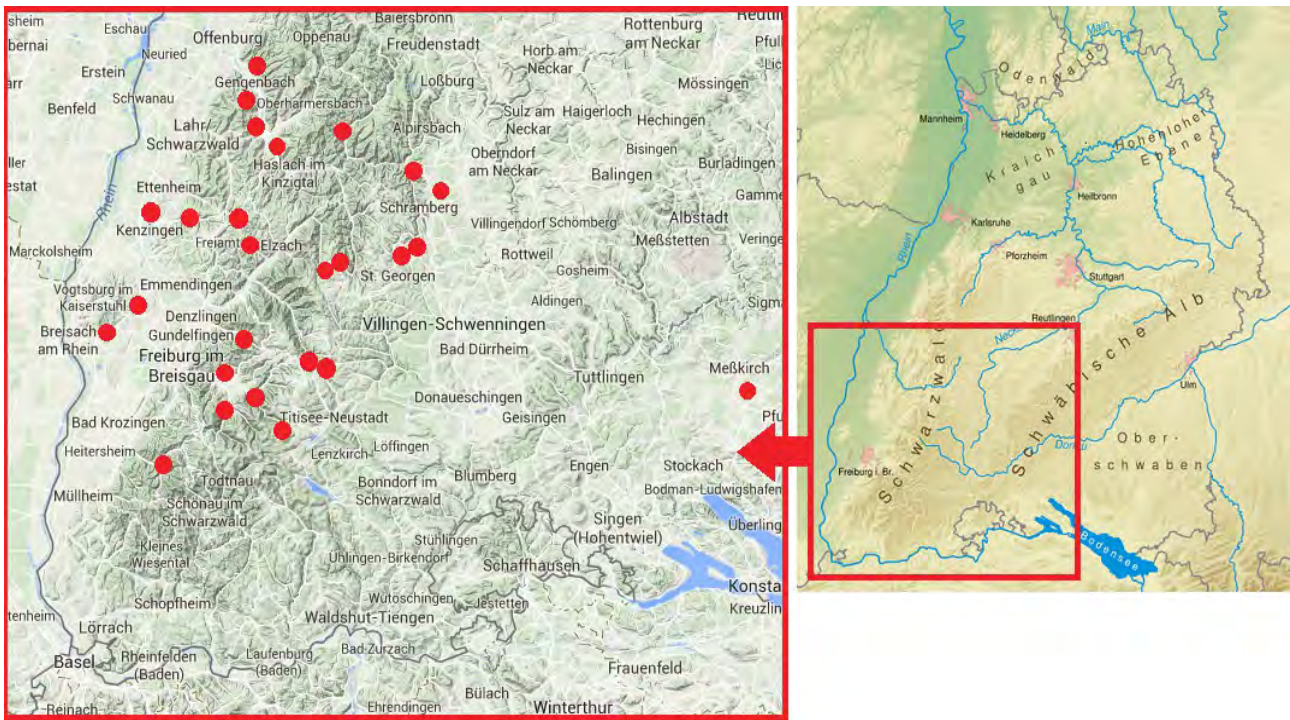 Eschau
Offenburg
Oppenau
Baiersbronn
Freudenstadt
Rottenburg
am Neckar
Neuried
Horb am
Neckar
Erstein
Gengenbach
Loßburg
Mössingen
Benfeld
Schwanau
Oberharmersbach
Sulz am
Neckar
Haigerloch
Hechingen
Lahr/
Schwarzwald
Alpirsbach
Bisingen
Haslach im
Kinzigtal
Oberndorf
am Neckar
Burladingen
Balingen
Ettenheim
Rhein
Schramberg
Albstadt
Kenzingen
Villingendorf
Schömberg
Marckolsheim
Freiamt
Elzach
Meßstetten
Rottweil
St. Georgen
Gosheim
Vogtsburg im
Kaiserstuhl
Emmendingen
Aldingen
Denzlingen
Breisach
am Rhein
Gundelfingen
Villingen-Schwenningen
Freiburg im
Breisgau
Bad Dürrheim
Tuttlingen
Meßkirch
Donaueschingen
Bad Krozingen
Titisee-Neustadt
Geisingen
Heitersheim
Löffingen
Lenzkirch
Engen
Stockach
Todtnau
Blumberg
Müllheim
Bonndorf im
Schwarzwald
Bodman-Ludwigshafen
Schönau im
Schwarzwald
Singen
(Hohentwiel)
Stühlingen
Kleines
Wiesental
Ühlingen-Birkendorf
Schaffhausen
Wutöschingen
Jestetten
Schopfheim
Waldshut-Tiengen
Lörrach
Bad Zurzach
Basel
Rheinfelden
(Baden)
Laufenburg
(Baden)
Frauenfeld
Bülach
Reinach
Ehrendingen
Winterthur
Main
Odenwald
Mannheim
Heidelberg
Hohenloher
Ebene
Kraich
gau
Heilbronn
Karlsruhe
Rhein
Pforzheim
Stuttgart
Reutlingen
Schwäbische Alb
Schwarzwald
Ulm
Donau
Ober-
schwaben
Freiburg i. Br.
Bodensee